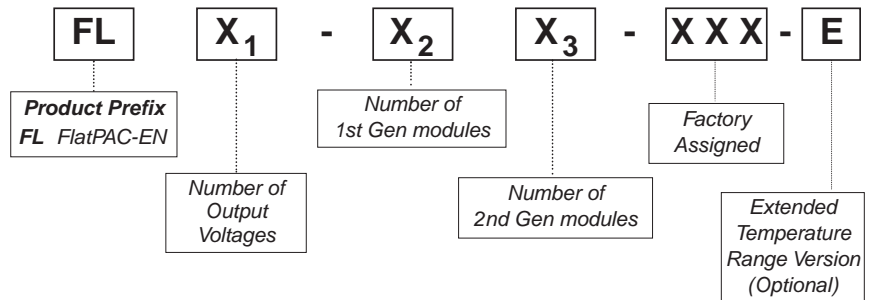 FL X₁ - X₂ X₃ - X X X - E
Product Prefix
FL FlatPAC-EN
Number of
Output
Voltages
Number of
1st Gen modules
Number of
2nd Gen modules
Factory
Assigned
Extended
Temperature
Range Version
(Optional)